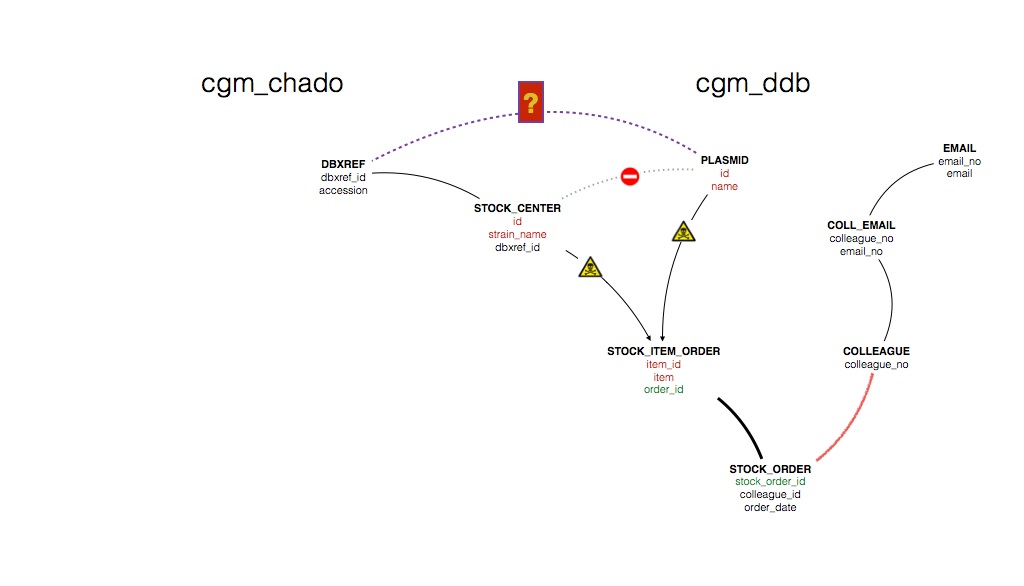 cgm_chado
cgm_ddb
?
DBXREF
dbxref_id
accession
PLASMID
id
name
EMAIL
email_no
email
STOCK_CENTER
id
strain_name
dbxref_id
COLL_EMAIL
colleague_no
email_no
STOCK_ITEM_ORDER
item_id
item
order_id
COLLEAGUE
colleague_no
STOCK_ORDER
stock_order_id
colleague_id
order_date